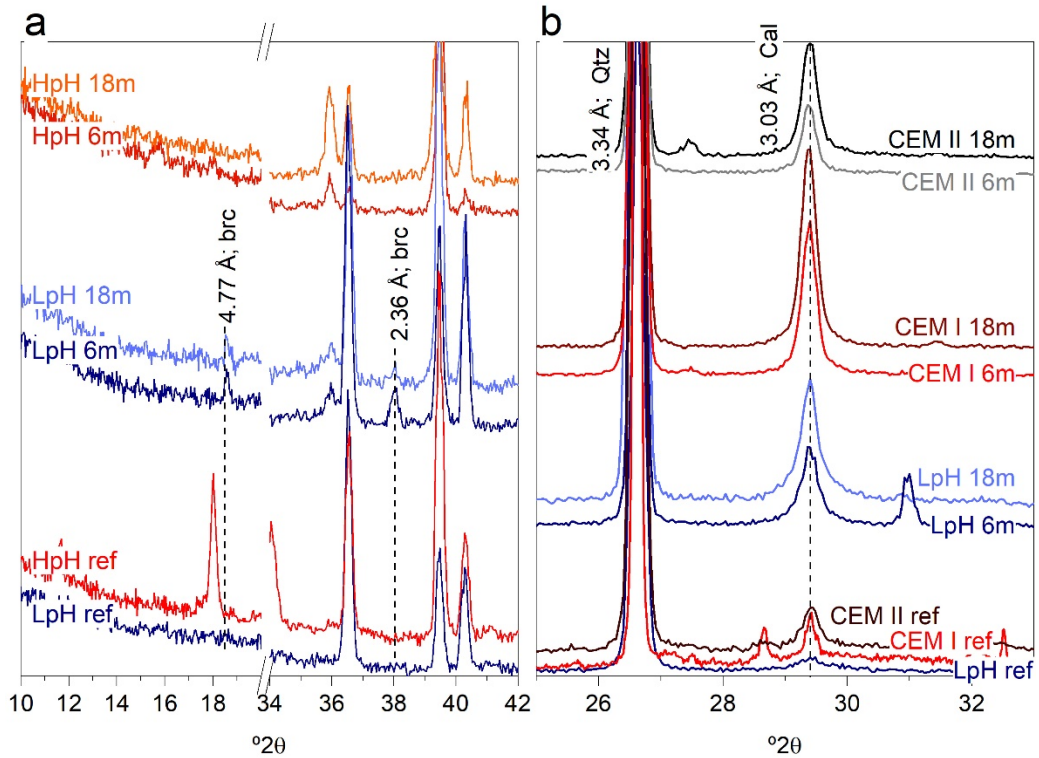 a
HpH 18m
HpH 6m
4.77 Å; brc
2.36 Å; brc
LpH 18m
LpH 6m
HpH ref
LpH ref
10 12 14 16 18 34 36 38 40 42
º2θ
b
3.34 Å; Qtz
3.03 Å; Cal
CEM II 18m
CEM II 6m
CEM I 18m
CEM I 6m
LpH 18m
LpH 6m
CEM II ref
CEM I ref
LpH ref
26 28 30 32
º2θ